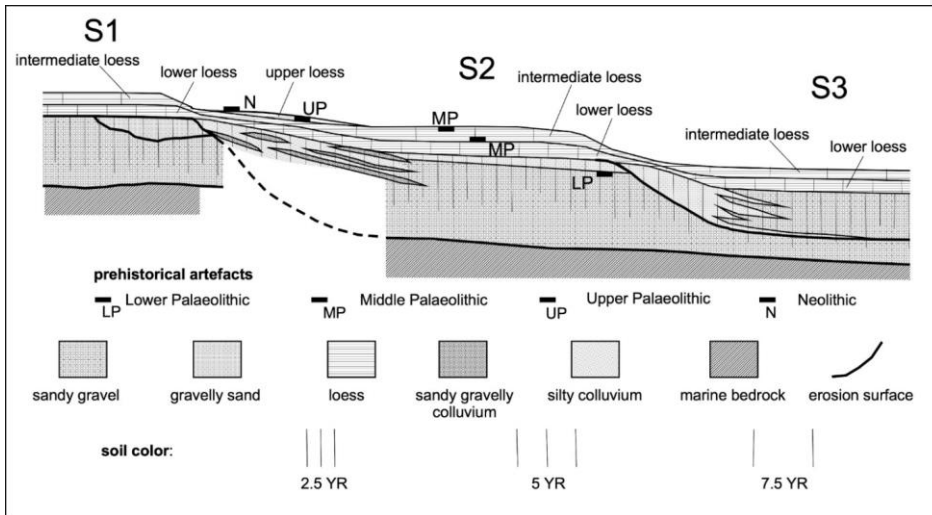 S1
S2
S3
intermediate loess
lower loess
upper loess
intermediate loess
lower loess
intermediate loess
lower loess
N
UP
MP
MP
LP
prehistorical artefacts
LP Lower Palaeolithic
MP Middle Palaeolithic
UP Upper Palaeolithic
N Neolithic
sandy gravel
gravelly sand
loess
sandy gravelly
colluvium
silty colluvium
marine bedrock
erosion surface
soil color:
2.5 YR
5 YR
7.5 YR